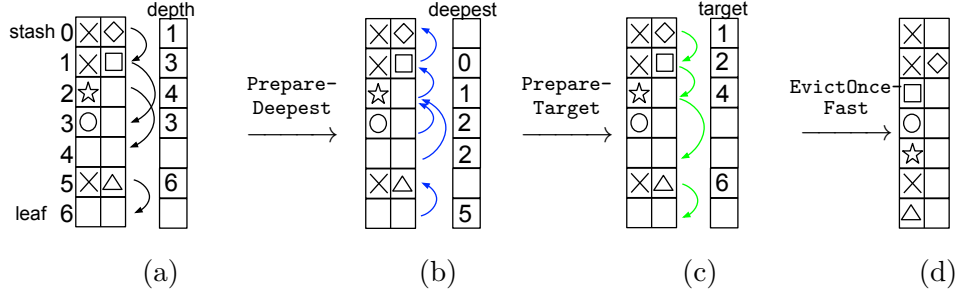 depth
deepest
target
stash 0 1
1 3 0 2
2 4 1 4
3 3 2
4 2
5 6 6
leaf 6 5
Prepare-
Deepest
Prepare-
Target
EvictOnce-
Fast
1
(a)
(b)
(c)
(d)